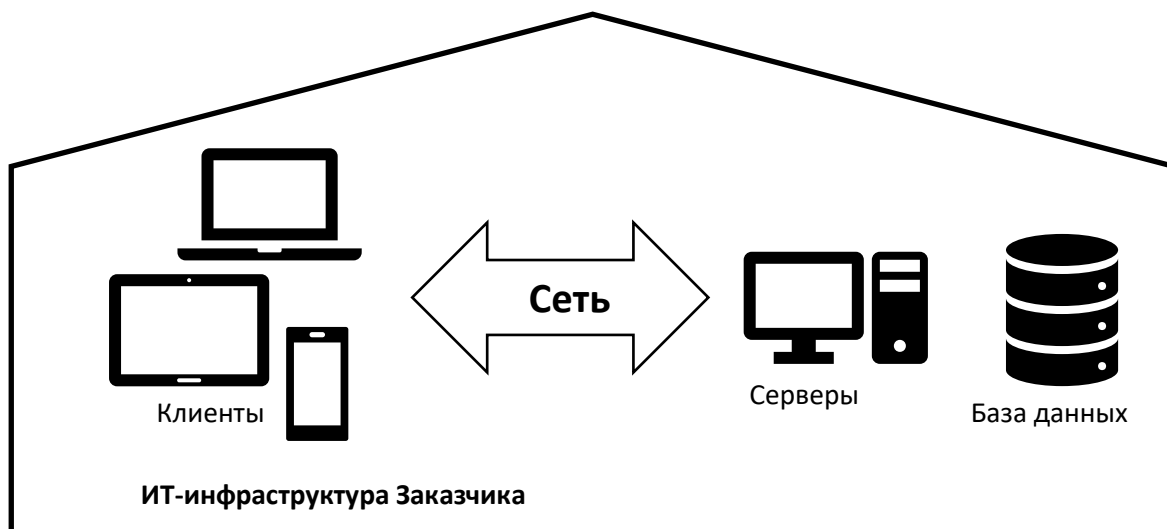 Сеть
Клиенты
Серверы
База данных
ИТ-инфраструктура Заказчика